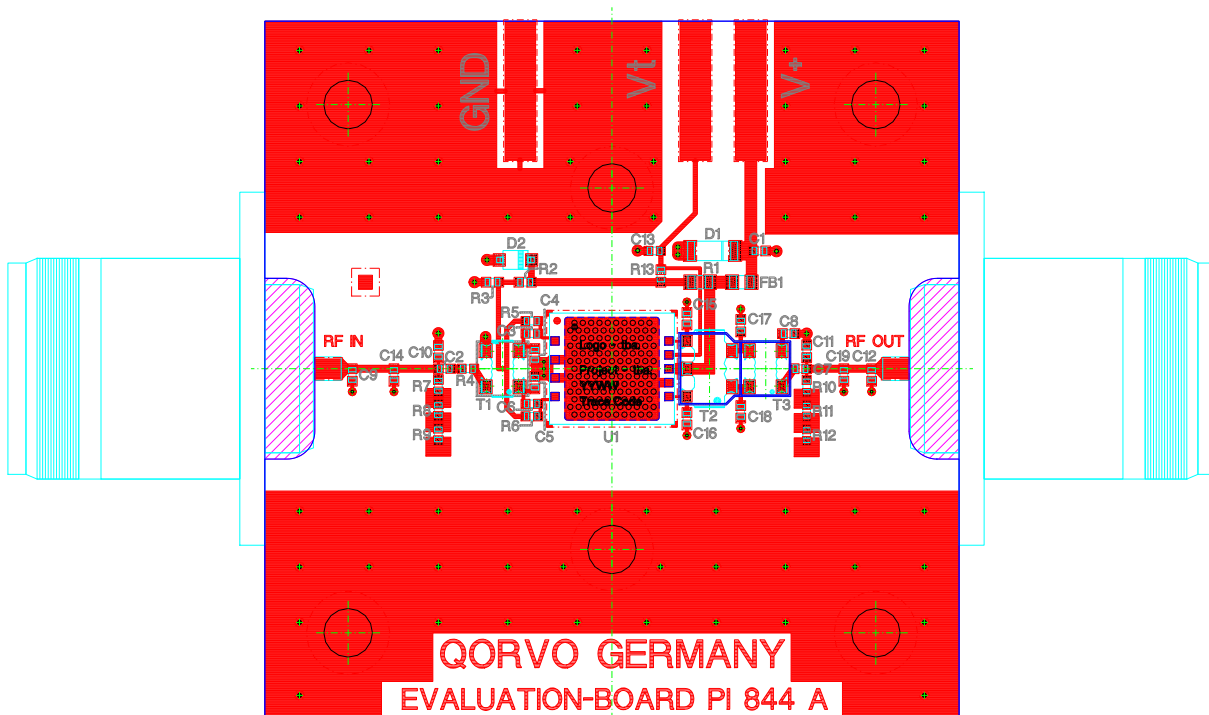 GND
Vt
V+
C13
D1
C1
D2
R2
R13
R1
FB1
R3
R5
C4
C15
C17
C8
RF IN
C10
C14
C2
C9
R4
R7
R8
R9
T1
R6
C5
U1
T2
T3
C16
C18
C11
RF OUT
C19
C12
R10
R11
R12
Trace Code
QORVO GERMANY
EVALUATION-BOARD PI 844 A